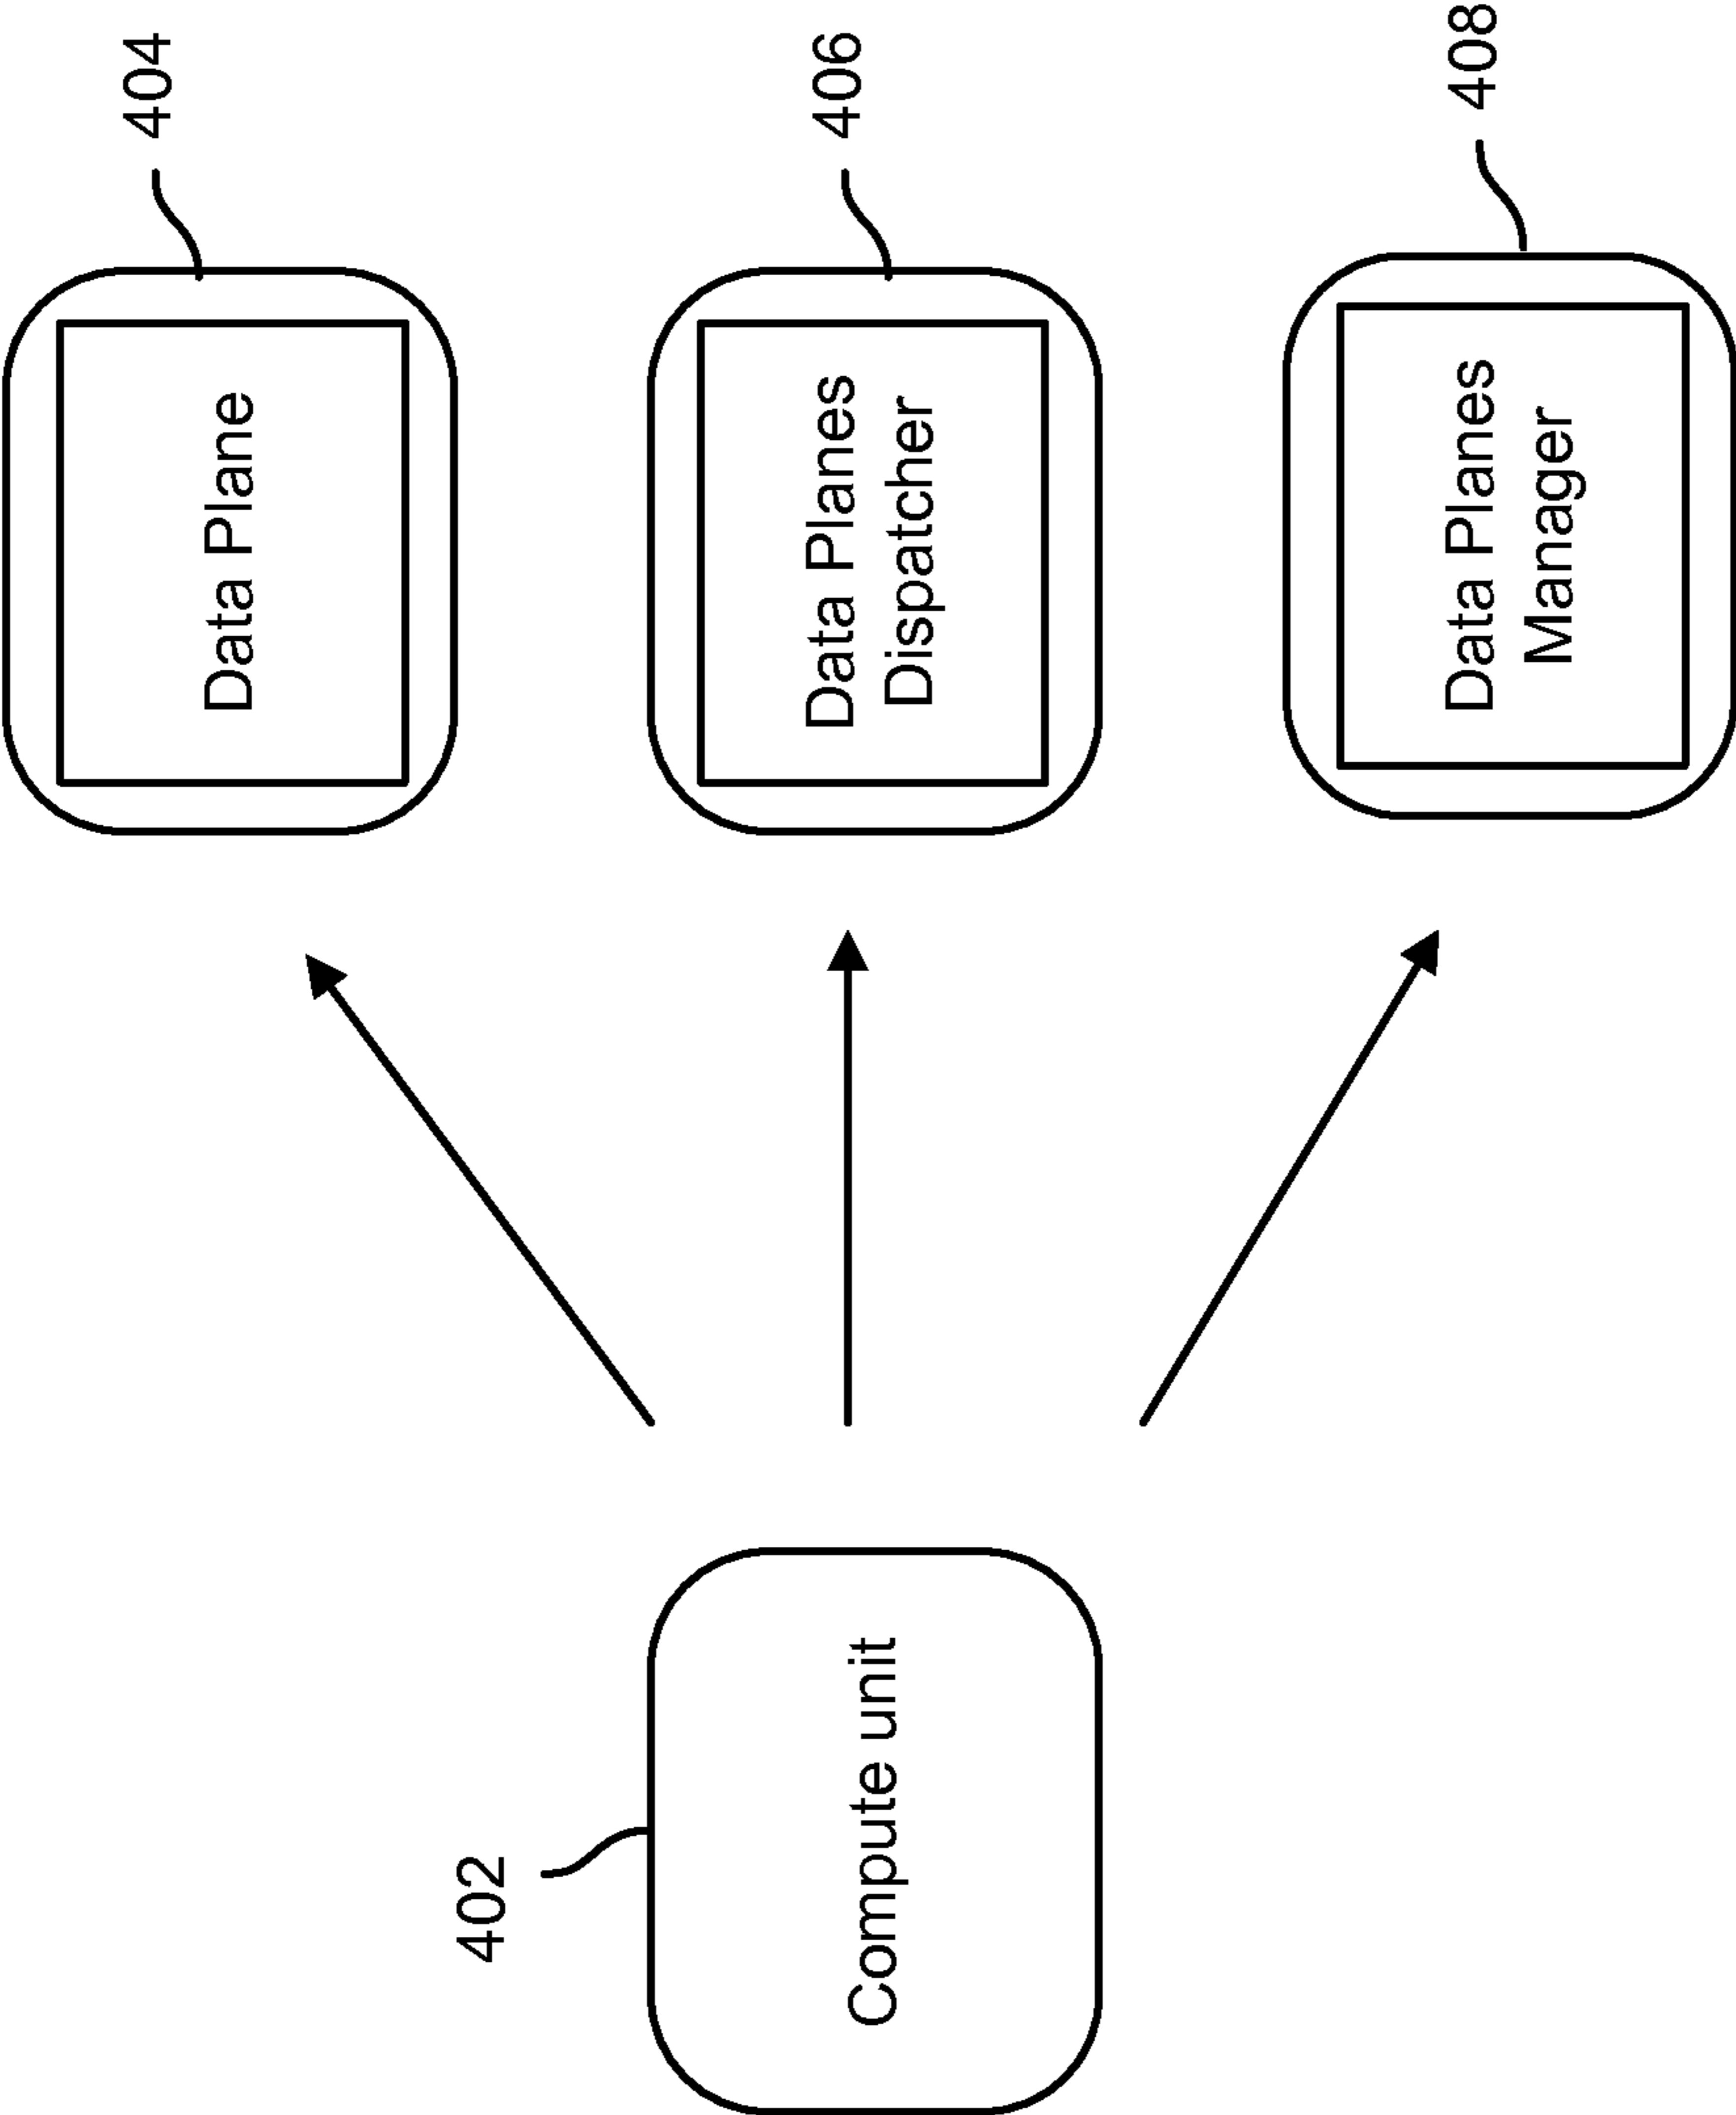 404
Data Plane
406
Data Planes
Dispatcher
408
Data Planes
Manager
402
Compute unit